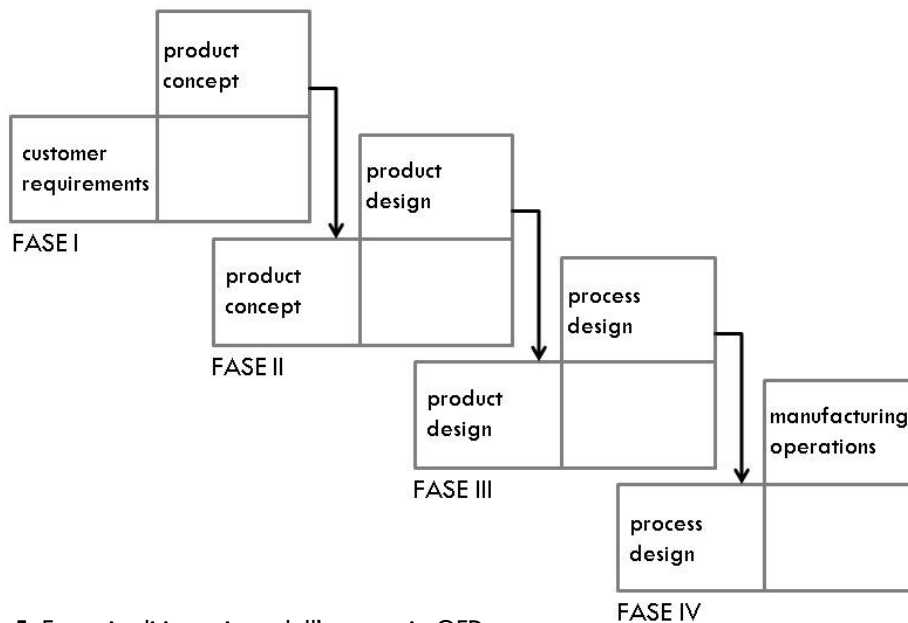 product
concept
customer
requirements
FASE I
product
design
product
concept
FASE II
process
design
product
design
FASE III
manufacturing
operations
process
design
FASE IV